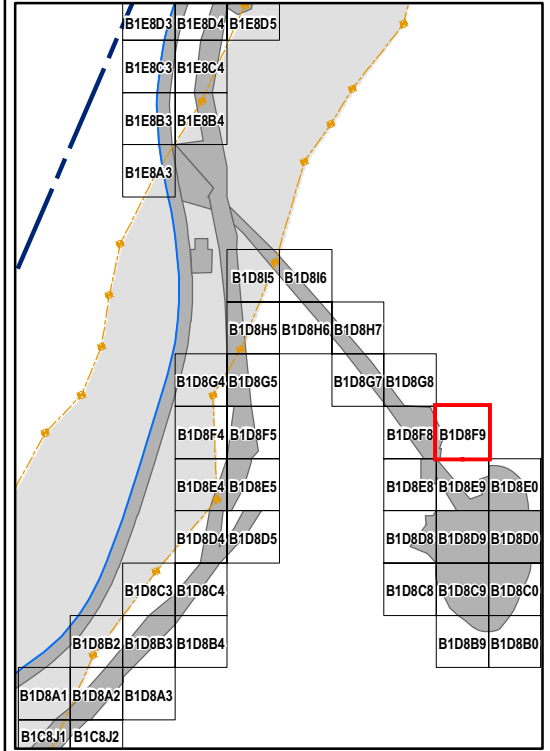 B1E8D3 B1E8D4 B1E8D5
B1E8C3 B1E8C4
B1E8B3 B1E8B4
B1E8A3
B1D8I5 B1D8I6
B1D8H5 B1D8H6 B1D8H7
B1D8G4 B1D8G5 B1D8G7 B1D8G8
B1D8F4 B1D8F5 B1D8F8 B1D8F9
B1D8E4 B1D8E5 B1D8E8 B1D8E9 B1D8E0
B1D8D4 B1D8D5 B1D8D8 B1D8D9 B1D8D0
B1D8C3 B1D8C4 B1D8C8 B1D8C9 B1D8C0
B1D8B2 B1D8B3 B1D8B4 B1D8B9 B1D8B0
B1D8A1 B1D8A2 B1D8A3
B1C8J1 B1C8J2